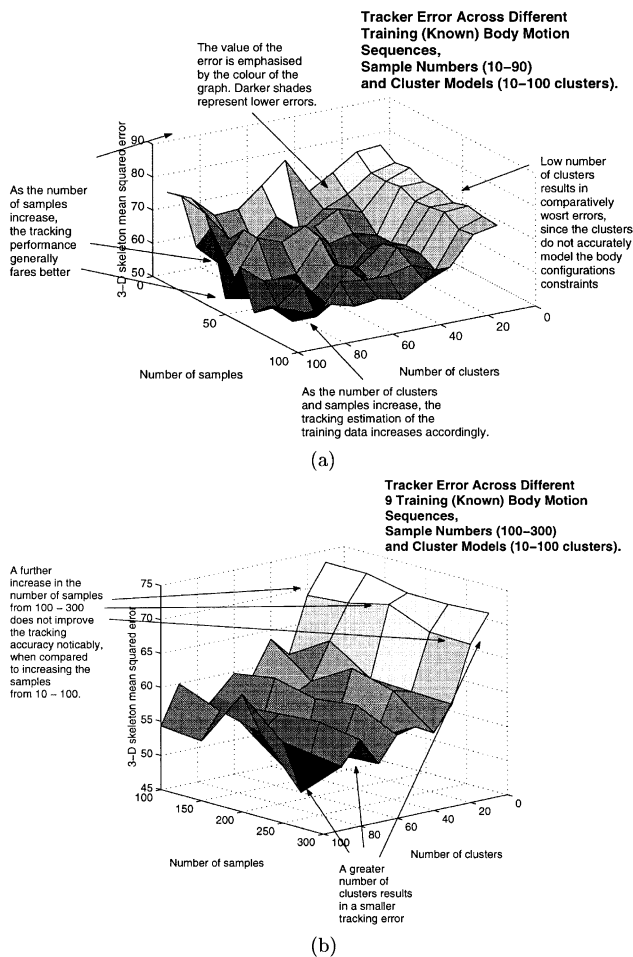 Tracker Error Across Different
Training (Known) Body Motion
Sequences,
Sample Numbers (10–90)
and Cluster Models (10–100 clusters).
The value of the
error is emphasised
by the colour of the
graph. Darker shades
represent lower errors.
As the number
of samples
increase,
the tracking
performance
generally
fares better
Low number
of clusters
results in
comparatively
wosrt errors,
since the clusters
do not accurately
model the body
configurations
constraints
3–D skeleton mean squared error
90
80
70
60
50
0
50
100
100
80
60
40
20
0
Number of samples
Number of clusters
As the number of clusters
and samples increase, the
tracking estimation of the
training data increases accordingly.
(a)
Tracker Error Across Different
9 Training (Known) Body Motion
Sequences,
Sample Numbers (100–300)
and Cluster Models (10–100 clusters).
A further
increase in the
number of samples
from 100 – 300
does not improve
the tracking
accuracy noticably,
when compared
to increasing the
samples
from 10 – 100.
3–D skeleton mean squared error
75
70
65
60
55
50
45
100
150
200
250
300
100
80
60
40
20
0
Number of samples
Number of clusters
A greater
number of
clusters results
in a smaller
tracking error
(b)